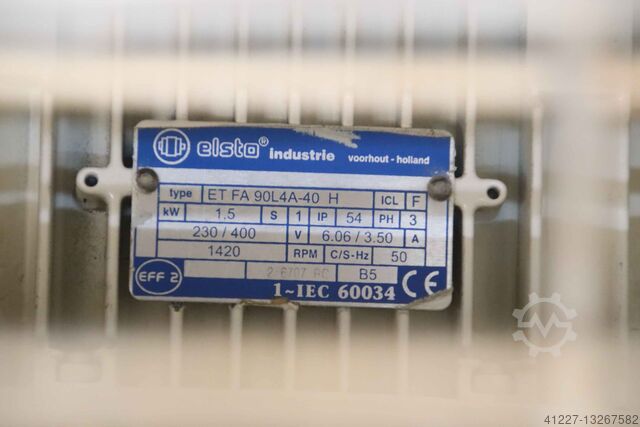 elsto® industrie voorhout - holland
type ET FA 90L4A-40 H ICL F
kW 1.5 S 1 IP 54 PH 3
230 / 400 V 6.06 / 3.50 A
1420 RPM C/S-Hz 50
EFF 2 B5 CE
1~IEC 60034
41227-13267582